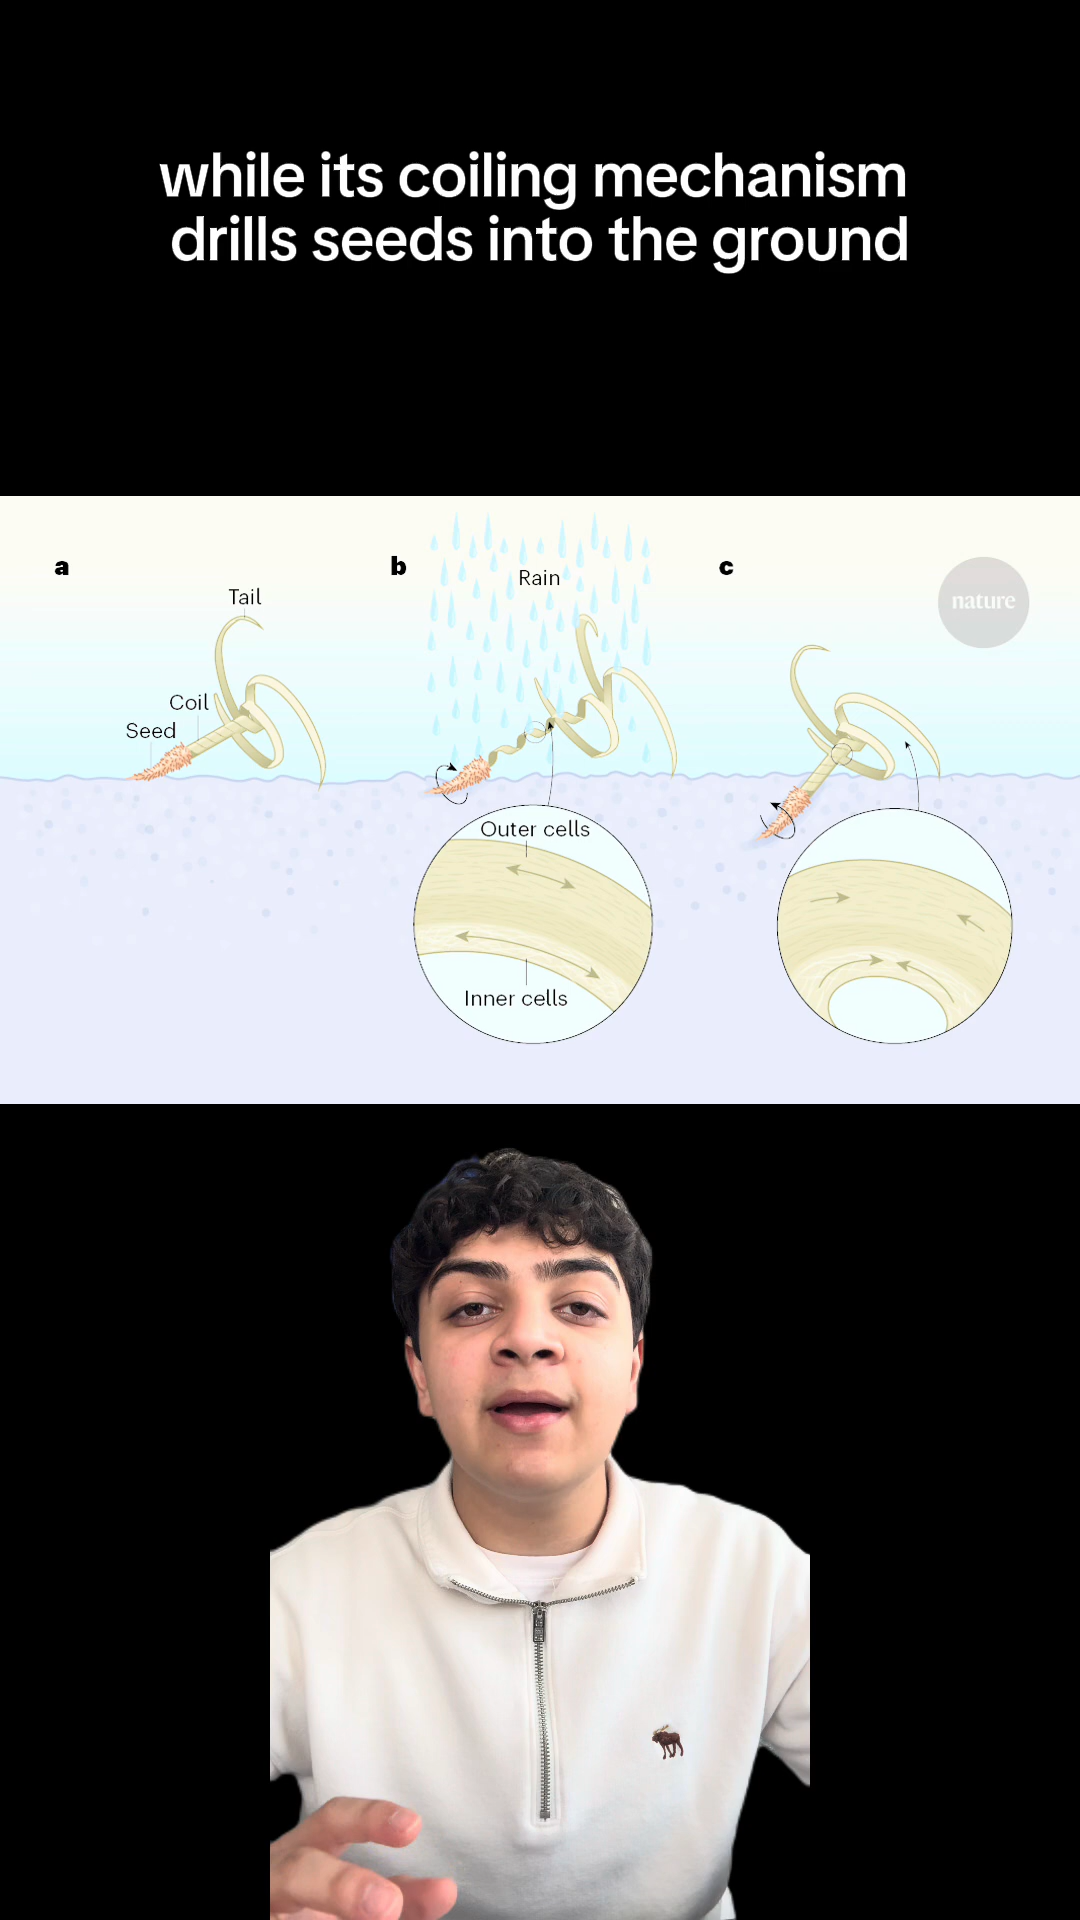 while its coiling mechanism
drills seeds into the ground
a
b
c
Rain
nature
Tail
Coil
Seed
Outer cells
Inner cells